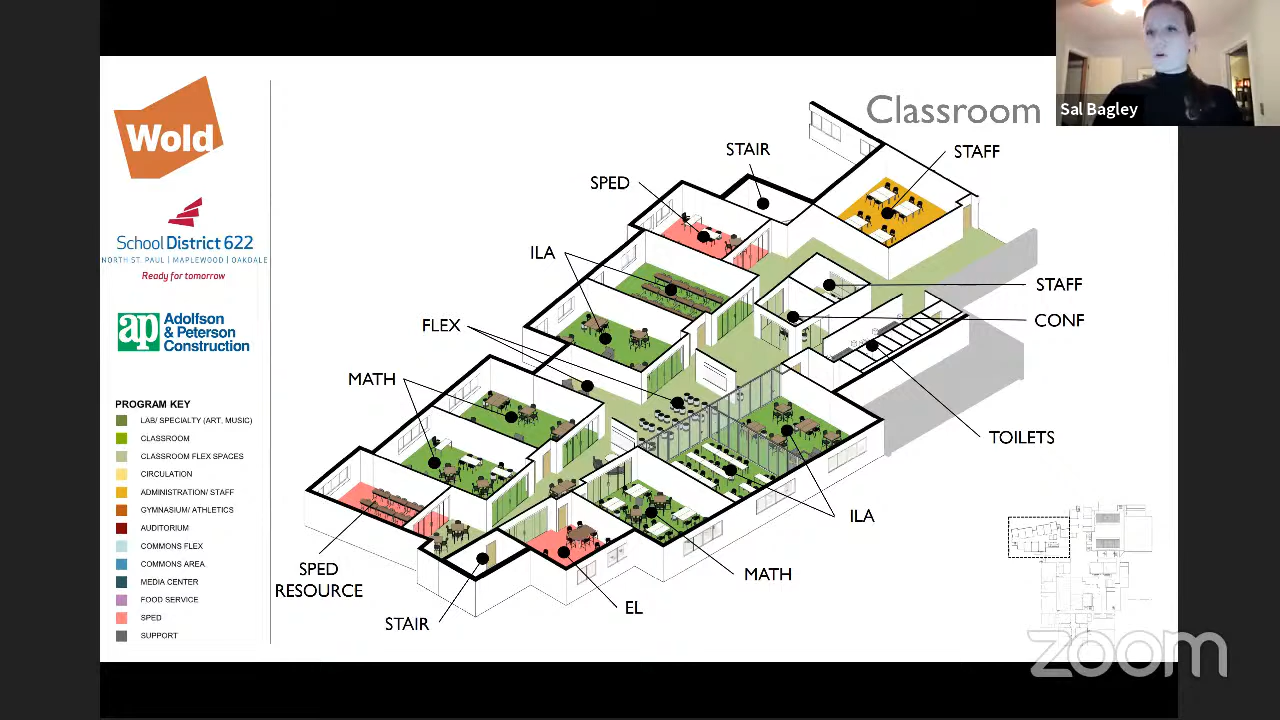 Wold
School District 622
NORTH ST. PAUL | MAPLEWOOD | OAKDALE
Ready for tomorrow
ap Adolfson
& Peterson
Construction
PROGRAM KEY
LAB/ SPECIALTY (ART, MUSIC)
CLASSROOM
CLASSROOM FLEX SPACES
CIRCULATION
ADMINISTRATION/ STAFF
GYMNASIUM/ ATHLETICS
AUDITORIUM
COMMONS FLEX
COMMONS AREA
MEDIA CENTER
FOOD SERVICE
SPED
SUPPORT
Classroom
Sal Bagley
STAIR
STAFF
SPED
ILA
STAFF
CONF
FLEX
MATH
TOILETS
ILA
SPED
RESOURCE
MATH
EL
STAIR
zoom